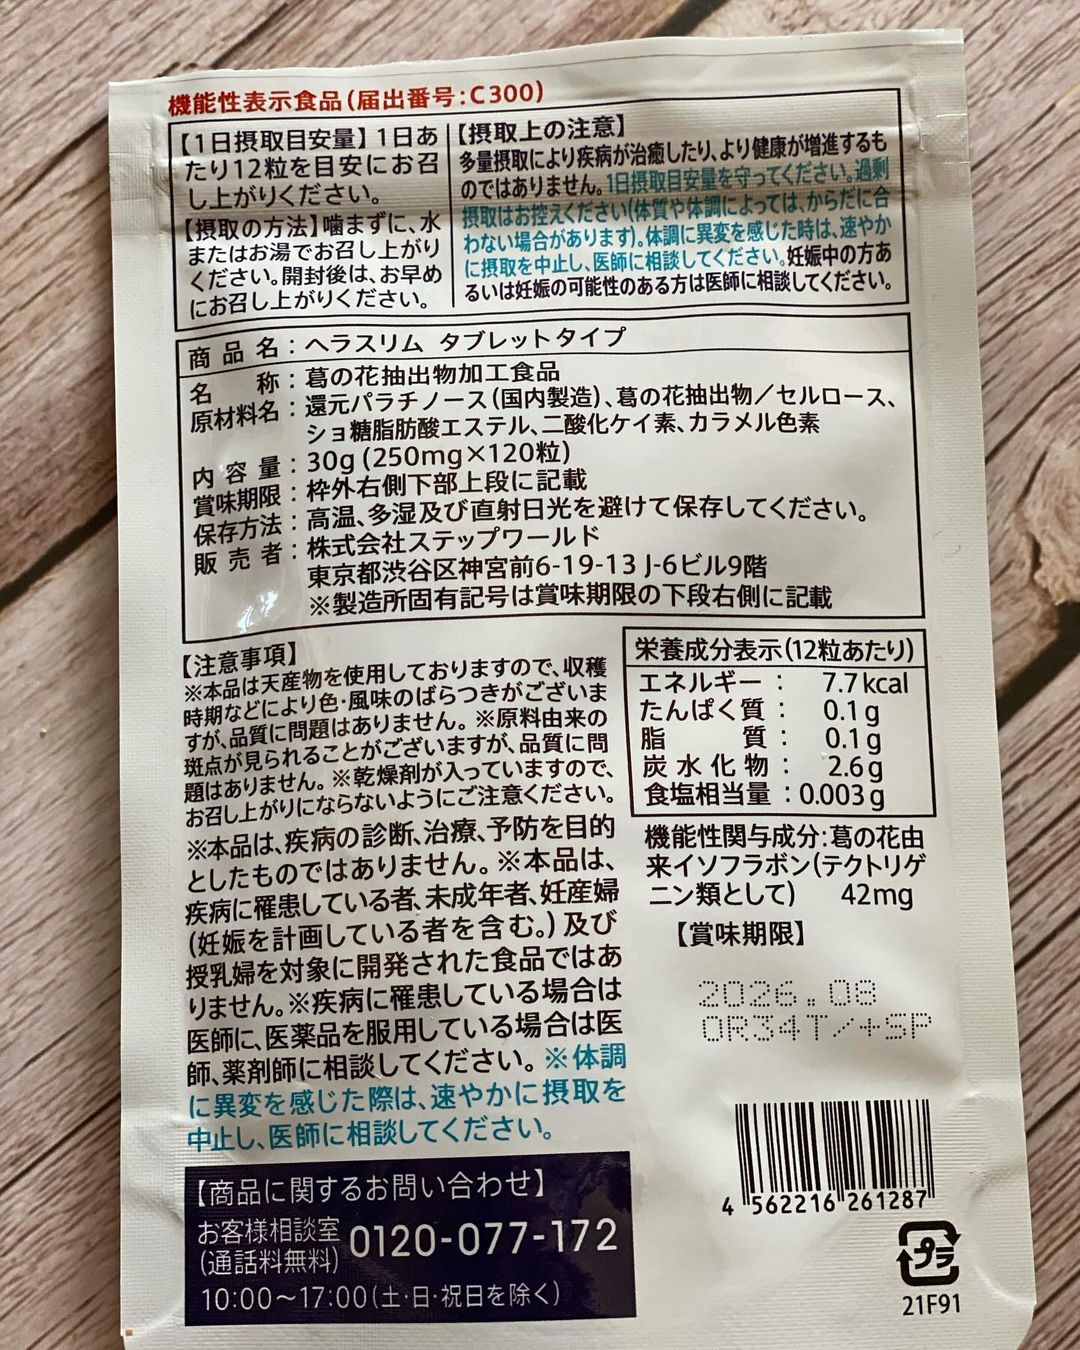 機能性表示食品(届出番号:C300)
【1日摂取目安量】1日あ
たり12粒を目安にお召
し上がりください。
【摂取の方法】噛まずに、水
またはお湯でお召し上がり
ください。開封後は、お早め
にお召し上がりください。
【摂取上の注意】
多量摂取により疾病が治癒したり、より健康が増進するも
のではありません。1日摂取目安量を守ってください。過剰
摂取はお控えください(体質や体調によっては、からだに合
わない場合があります)。体調に異変を感じた時は、速やか
に摂取を中止し、医師に相談してください。妊娠中の方あ
るいは妊娠の可能性のある方は医師に相談してください。
商品名:ヘラスリム タブレットタイプ
名称:葛の花抽出物加工食品
原材料名:還元パラチノース(国内製造)、葛の花抽出物/セルロース、
ショ糖脂肪酸エステル、二酸化ケイ素、カラメル色素
内容量:30g(250mg×120粒)
賞味期限:枠外右側下部上段に記載
保存方法:高温、多湿及び直射日光を避けて保存してください。
販売者:株式会社ステップワールド
東京都渋谷区神宮前6-19-13 J-6ビル9階
※製造所固有記号は賞味期限の下段右側に記載
【注意事項】
※本品は天産物を使用しておりますので、収穫
時期などにより色・風味のばらつきがございま
すが、品質に問題はありません。※原料由来の
斑点が見られることがございますが、品質に問
題はありません。※乾燥剤が入っていますので、
お召し上がりにならないようにご注意ください。
※本品は、疾病の診断、治療、予防を目的
としたものではありません。※本品は、
疾病に罹患している者、未成年者、妊産婦
(妊娠を計画している者を含む。)及び
授乳婦を対象に開発された食品ではあ
りません。※疾病に罹患している場合は
医師に、医薬品を服用している場合は医
師、薬剤師に相談してください。※体調
に異変を感じた際は、速やかに摂取を
中止し、医師に相談してください。
栄養成分表示(12粒あたり)
エネルギー:7.7kcal
たんぱく質:0.1g
脂質:0.1g
炭水化物:2.6g
食塩相当量:0.003g
機能性関与成分:葛の花由
来イソフラボン(テクトリゲ
ニン類として) 42mg
【賞味期限】
2026.08
OR34T/+SP
4 562216 261287
プラ
21F91
【商品に関するお問い合わせ】
お客様相談室
(通話料無料)
0120-077-172
10:00〜17:00(土・日・祝日を除く)